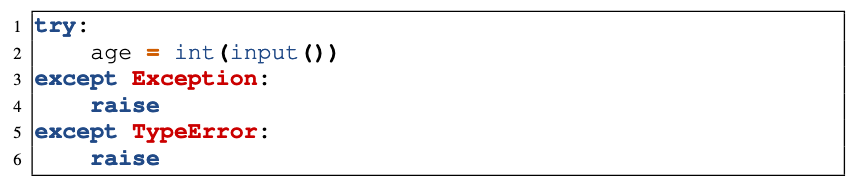 1 try:
2     age = int(input())
3 except Exception:
4     raise
5 except TypeError:
6     raise